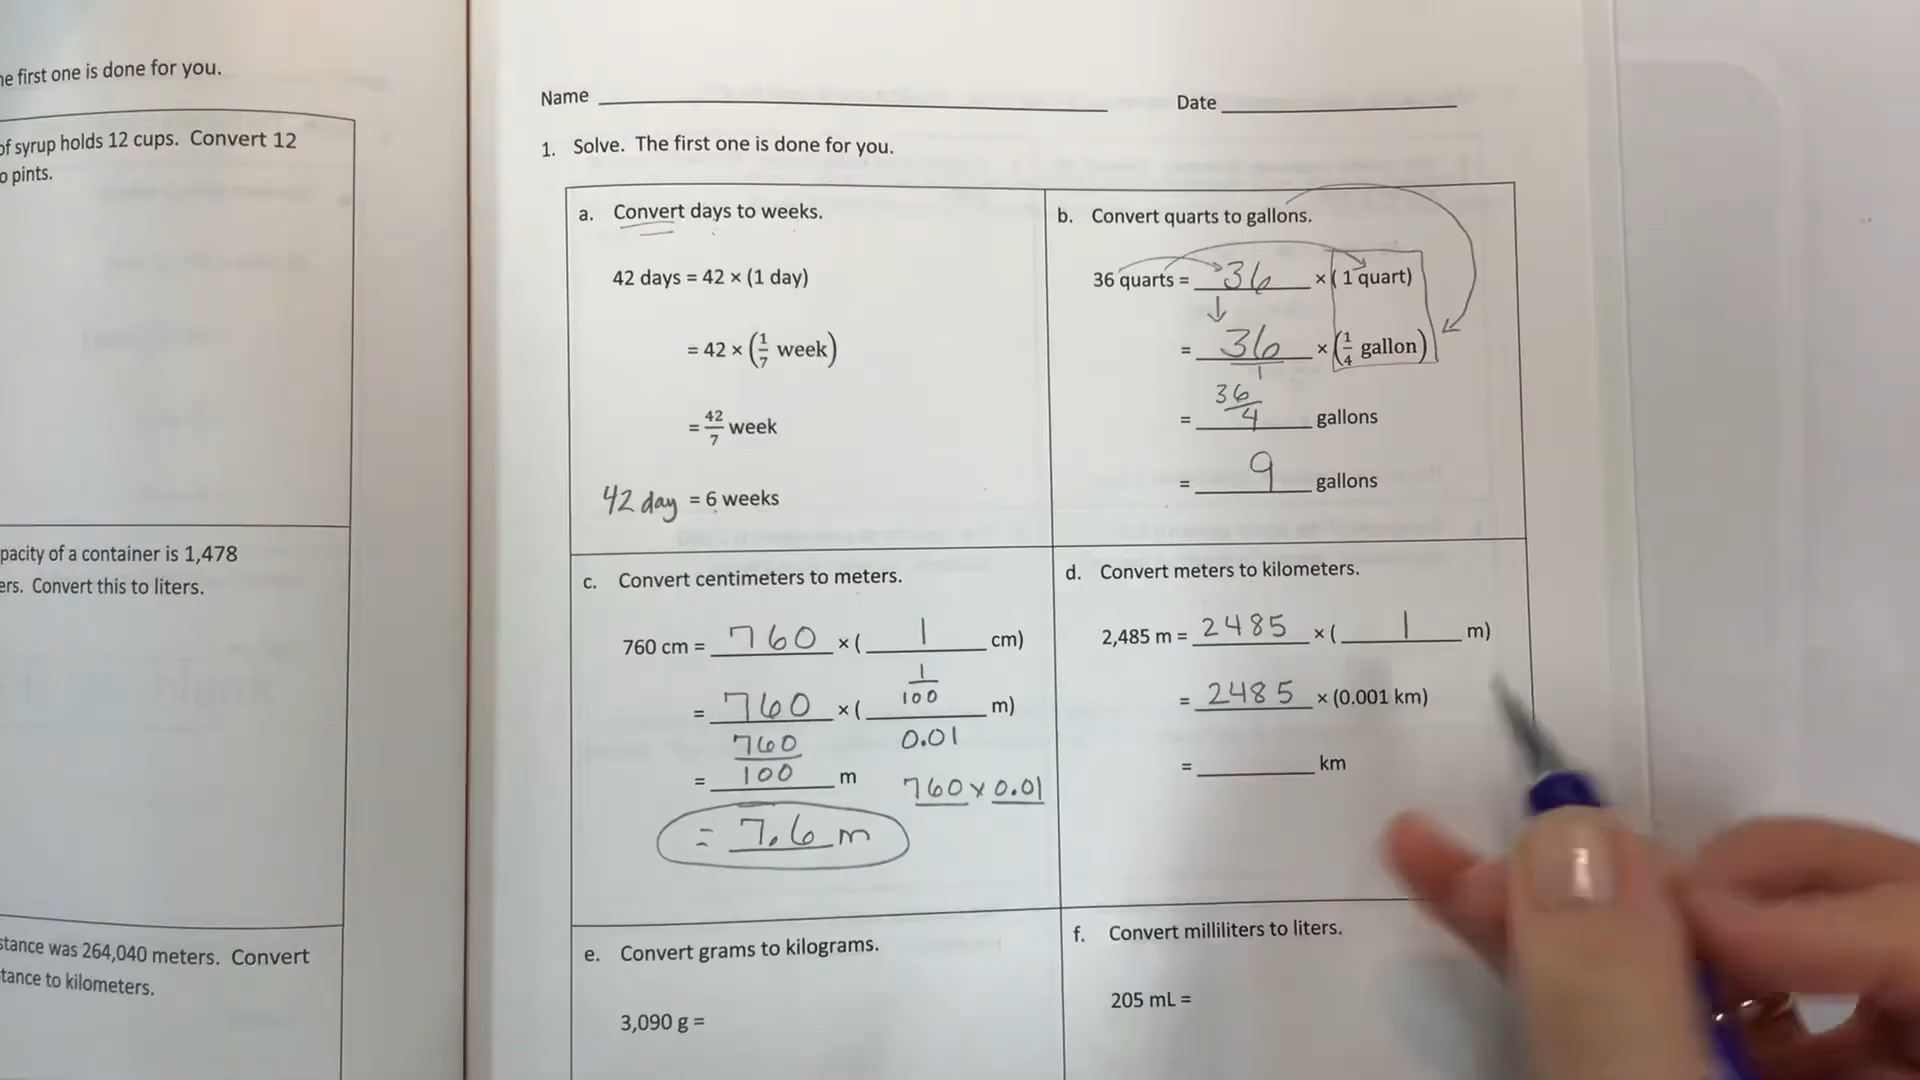 he first one is done for you.
of syrup holds 12 cups. Convert 12
o pints.
pacity of a container is 1,478
ers. Convert this to liters.
stance was 264,040 meters. Convert
tance to kilometers.
Name Date
1. Solve. The first one is done for you.
a. Convert days to weeks.
42 days = 42 × (1 day)
= 42 × (1/7 week)
= 42/7 week
42 day = 6 weeks
b. Convert quarts to gallons.
36 quarts = 36 × (1 quart)
= 36/1 × (1/4 gallon)
= 36/4 gallons
= 9 gallons
c. Convert centimeters to meters.
760 cm = 760 × ( 1 cm)
= 760 × ( 1/100 m)
0.01
= 760/100 m
760 x 0.01
= 7.6 m
d. Convert meters to kilometers.
2,485 m = 2485 × ( 1 m)
= 2485 × (0.001 km)
= km
e. Convert grams to kilograms.
3,090 g =
f. Convert milliliters to liters.
205 mL =